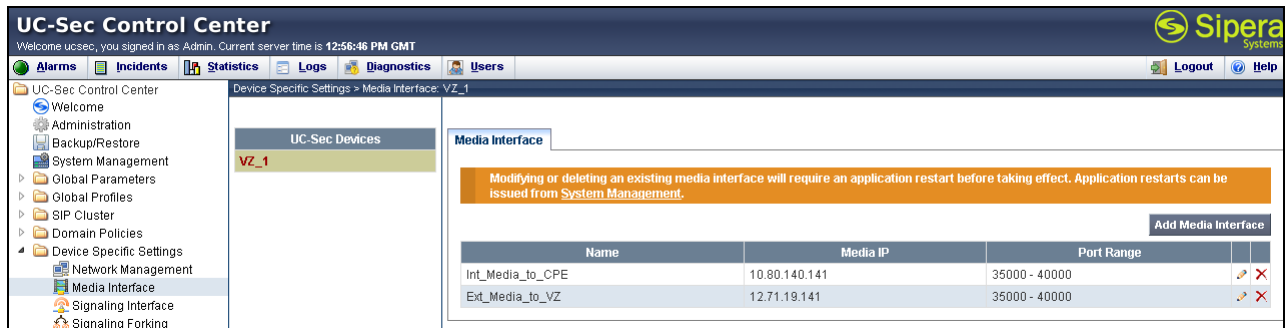 UC-Sec Control Center
Sipera
Systems
Welcome ucsec, you signed in as Admin. Current server time is 12:56:46 PM GMT
Alarms Incidents Statistics Logs Diagnostics Users Logout Help
UC-Sec Control Center
Welcome
Administration
Backup/Restore
System Management
Global Parameters
Global Profiles
SIP Cluster
Domain Policies
Device Specific Settings
Network Management
Media Interface
Signaling Interface
Signaling Forking
Device Specific Settings > Media Interface: VZ_1
UC-Sec Devices
VZ_1
Media Interface
Modifying or deleting an existing media interface will require an application restart before taking effect. Application restarts can be
issued from System Management.
Add Media Interface
Name Media IP Port Range
Int_Media_to_CPE 10.80.140.141 35000 - 40000
Ext_Media_to_VZ 12.71.19.141 35000 - 40000